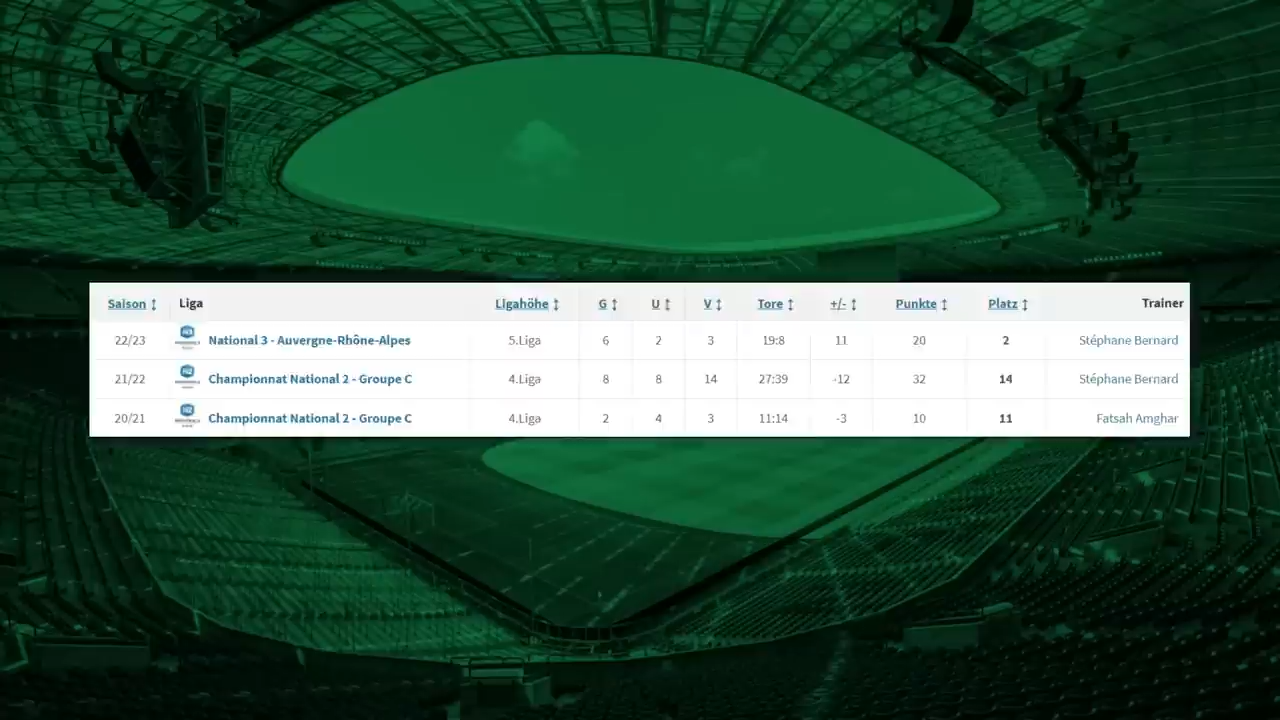 Saison Liga Ligahöhe G U V Tore +/- Punkte Platz Trainer
22/23 National 3 - Auvergne-Rhône-Alpes 5.Liga 6 2 3 19:8 11 20 2 Stéphane Bernard
21/22 Championnat National 2 - Groupe C 4.Liga 8 8 14 27:39 -12 32 14 Stéphane Bernard
20/21 Championnat National 2 - Groupe C 4.Liga 2 4 3 11:14 -3 10 11 Fatsah Amghar